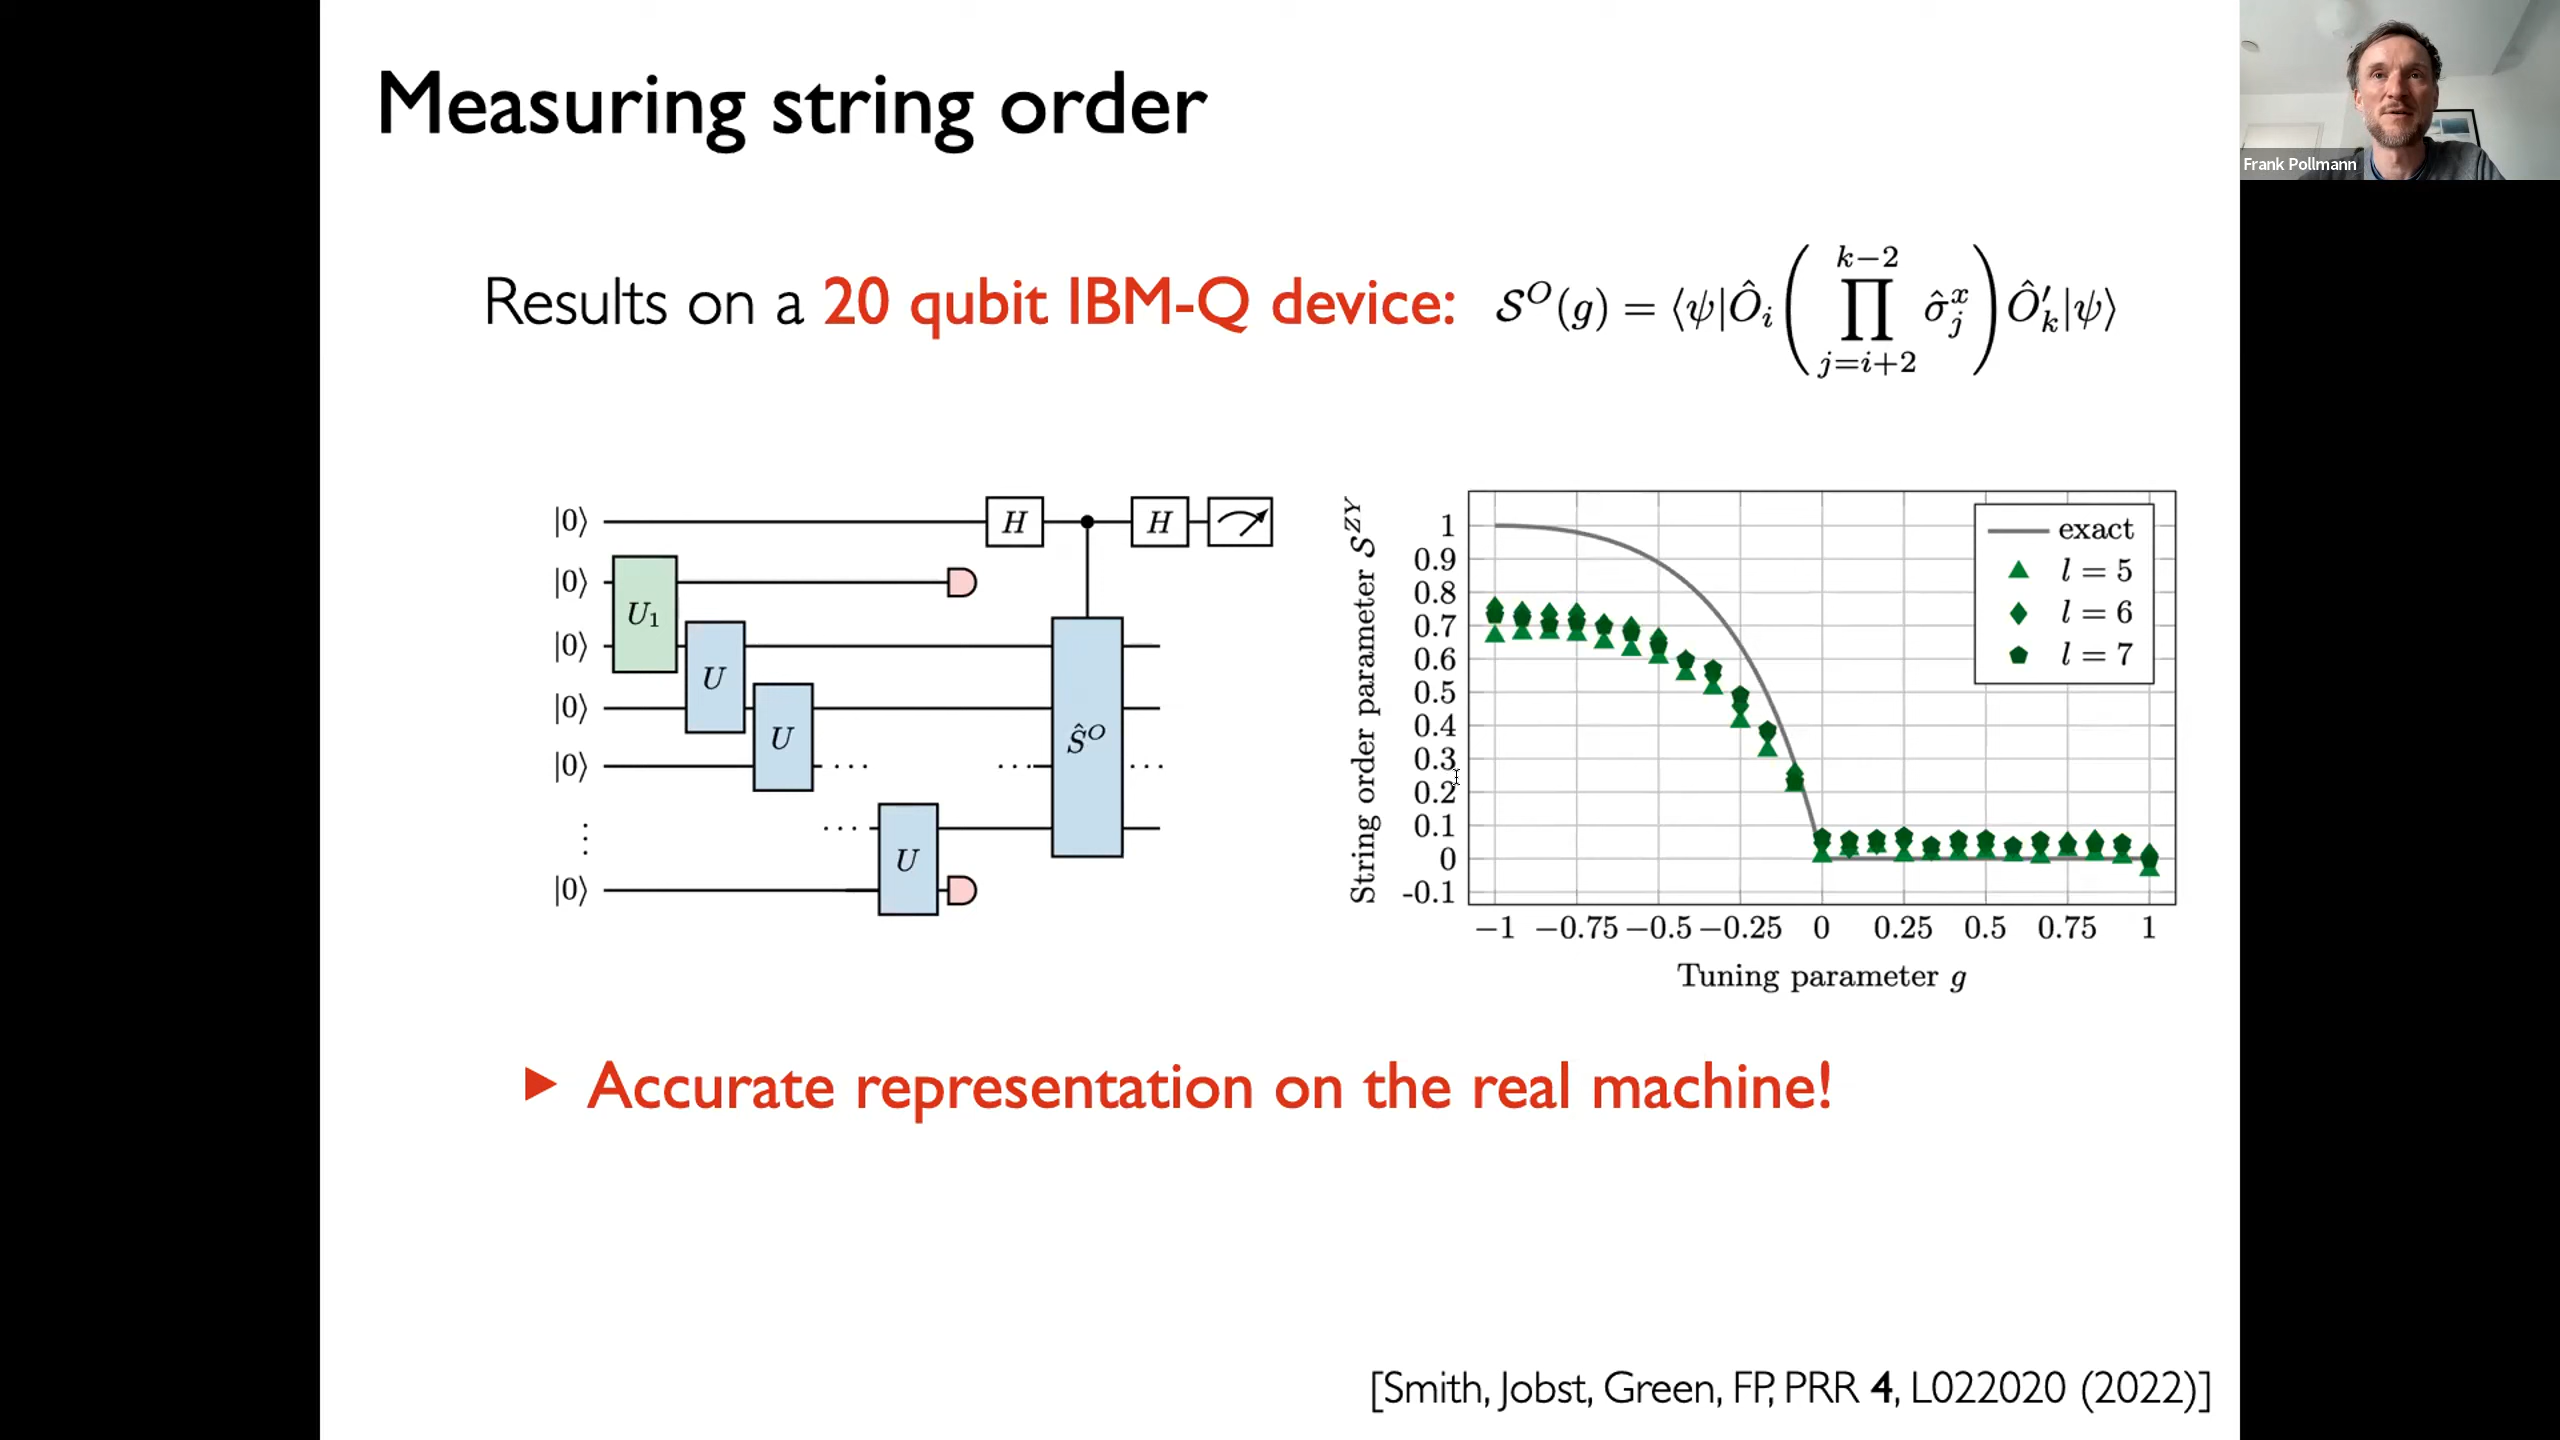 Measuring string order
Frank Pollmann
Results on a 20 qubit IBM-Q device:
𝒮^O(g) = ⟨ψ|Ô_i ( ∏_{j=i+2}^{k−2} σ̂^x_j ) Ô′_k|ψ⟩
|0⟩ H H
|0⟩
U₁
|0⟩
U
|0⟩
U Ŝ^O
|0⟩ ··· ··· ···
⋮ ···
U
|0⟩
String order parameter 𝒮^{ZY}
1
0.9
0.8
0.7
0.6
0.5
0.4
0.3
0.2
0.1
0
-0.1
exact
l = 5
l = 6
l = 7
−1 −0.75 −0.5 −0.25 0 0.25 0.5 0.75 1
Tuning parameter g
► Accurate representation on the real machine!
[Smith, Jobst, Green, FP, PRR 4, L022020 (2022)]